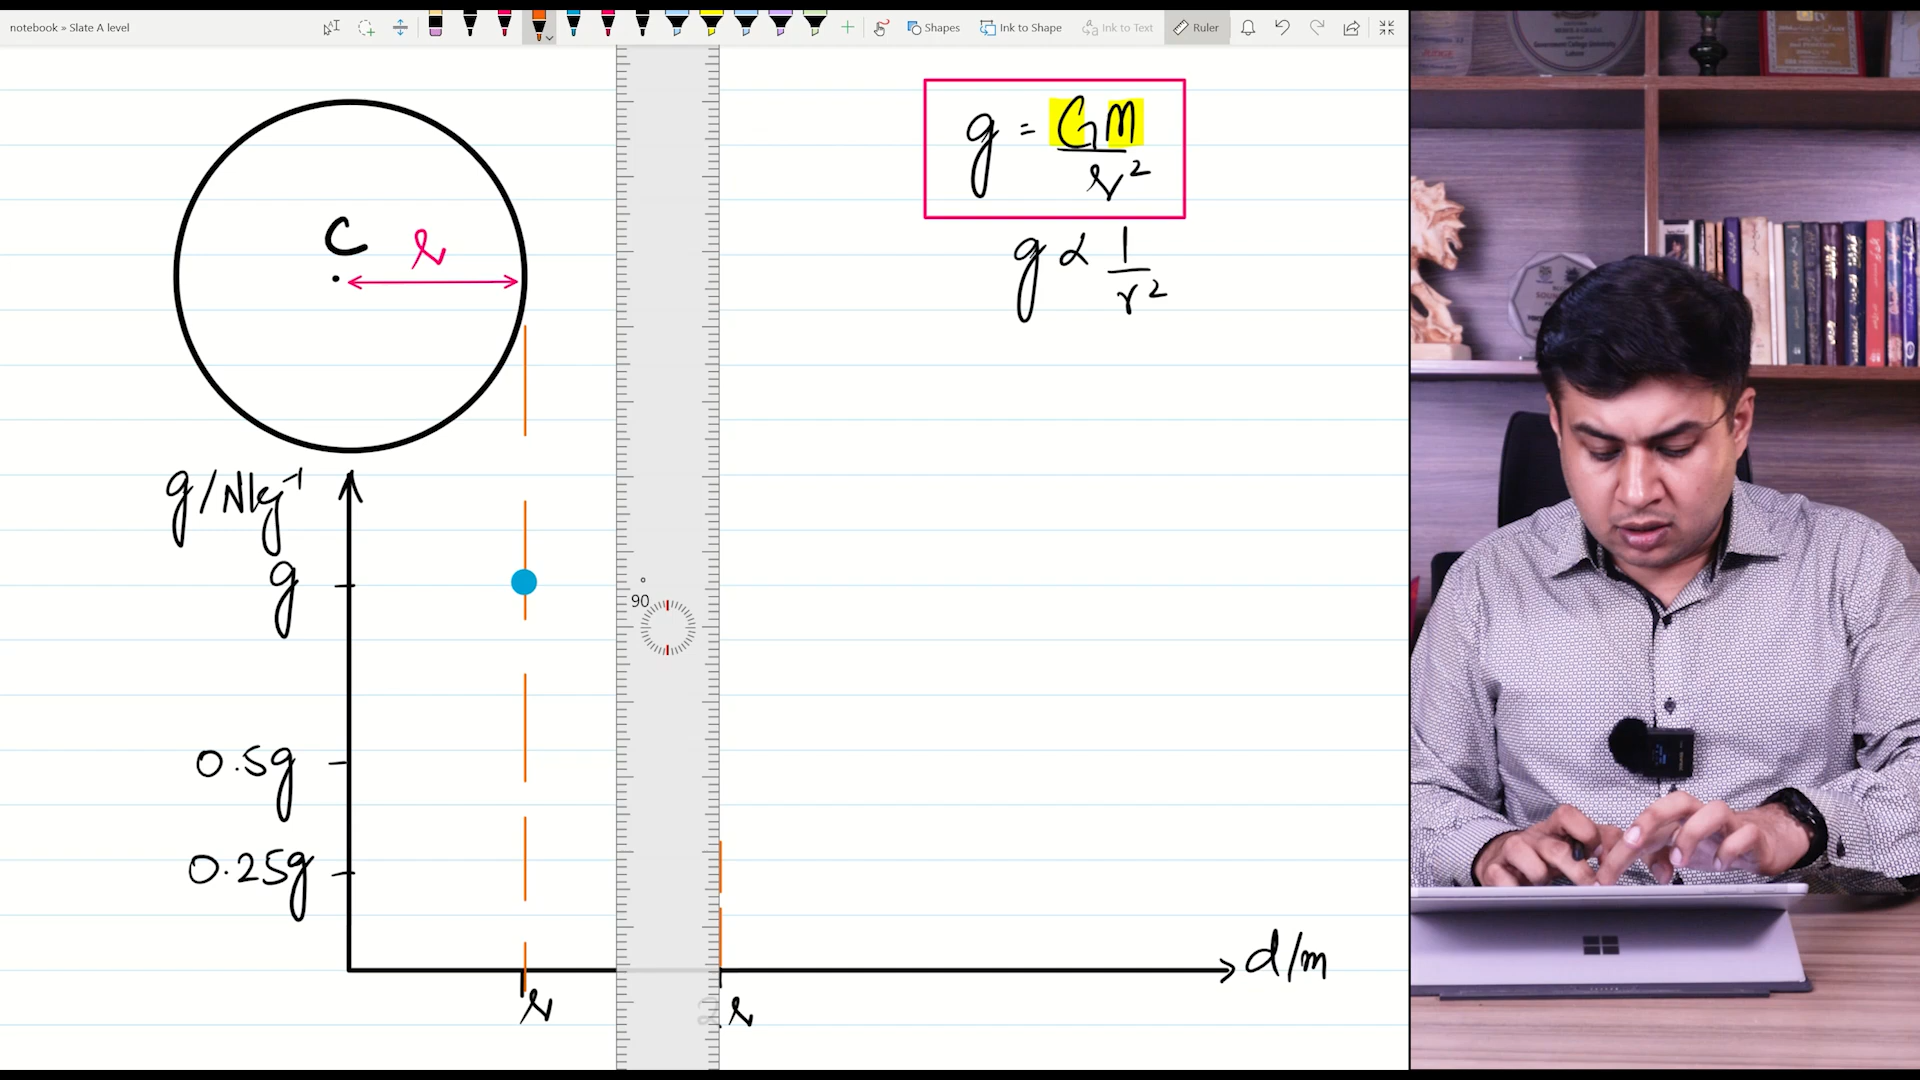 notebook » Slate A level
Shapes
Ink to Shape
Ink to Text
Ruler
g = GM
r²
g ∝ 1
r²
C
r
g/Nkg⁻¹
g
90°
0.5g
0.25g
d/m
r
2r